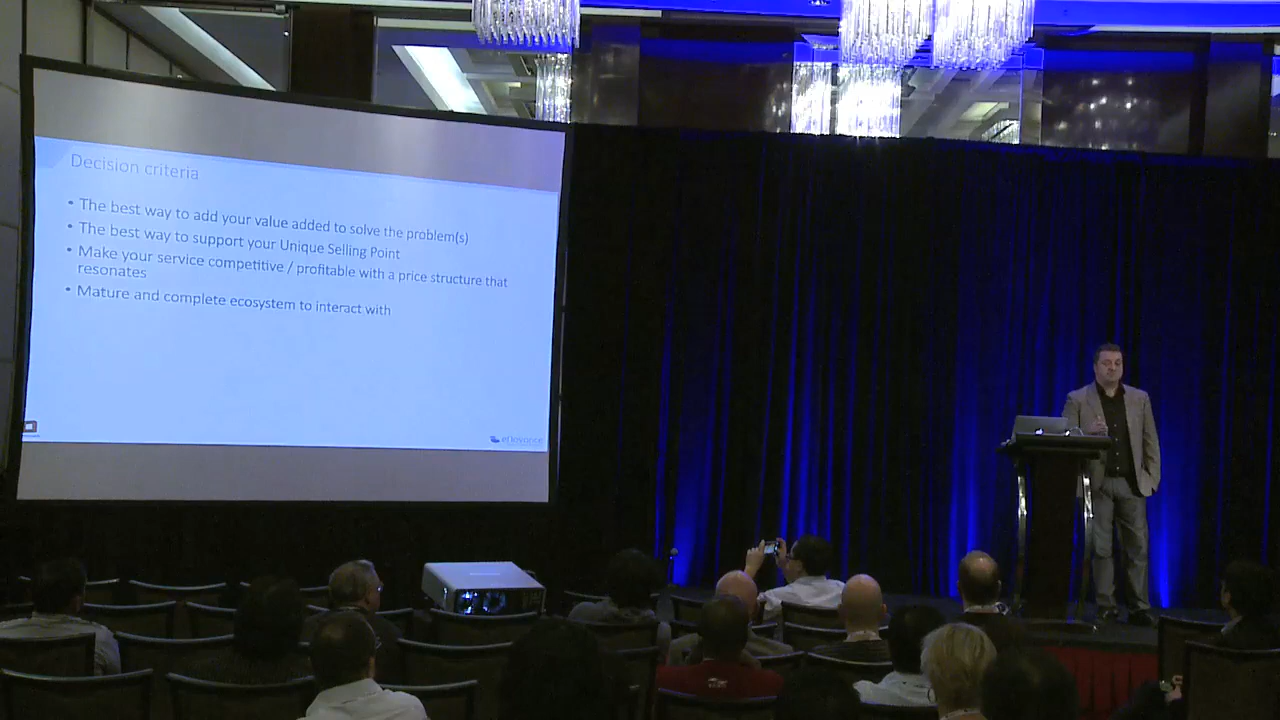 Decision criteria
• The best way to add your value added to solve the problem(s)
• The best way to support your Unique Selling Point
• Make your service competitive / profitable with a price structure that
resonates
• Mature and complete ecosystem to interact with